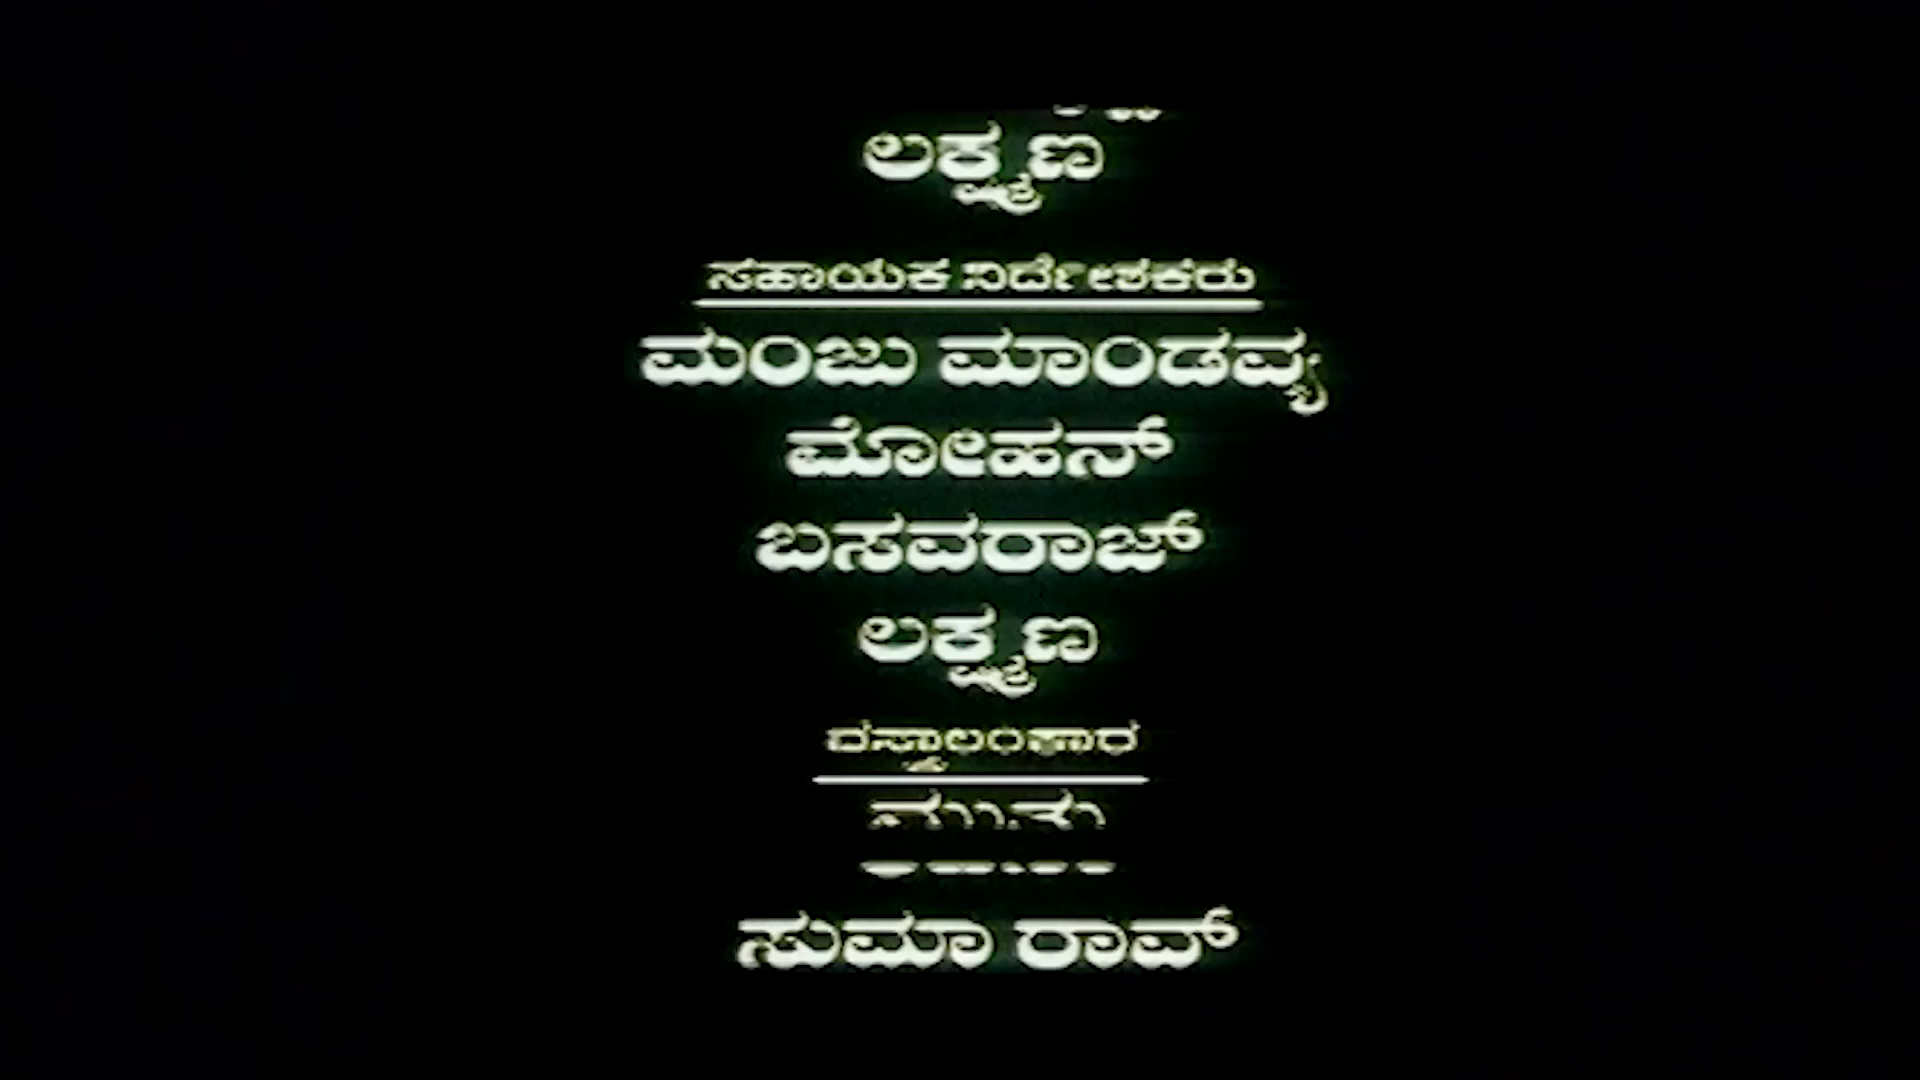 ಲಕ್ಷ್ಮಣ
ಸಹಾಯಕ ನಿರ್ದೇಶಕರು
ಮಂಜು ಮಾಂಡವ್ಯ
ಮೋಹನ್
ಬಸವರಾಜ್
ಲಕ್ಷ್ಮಣ
ವಸ್ತ್ರಾಲಂಕಾರ
ಸುಮಾ ರಾವ್